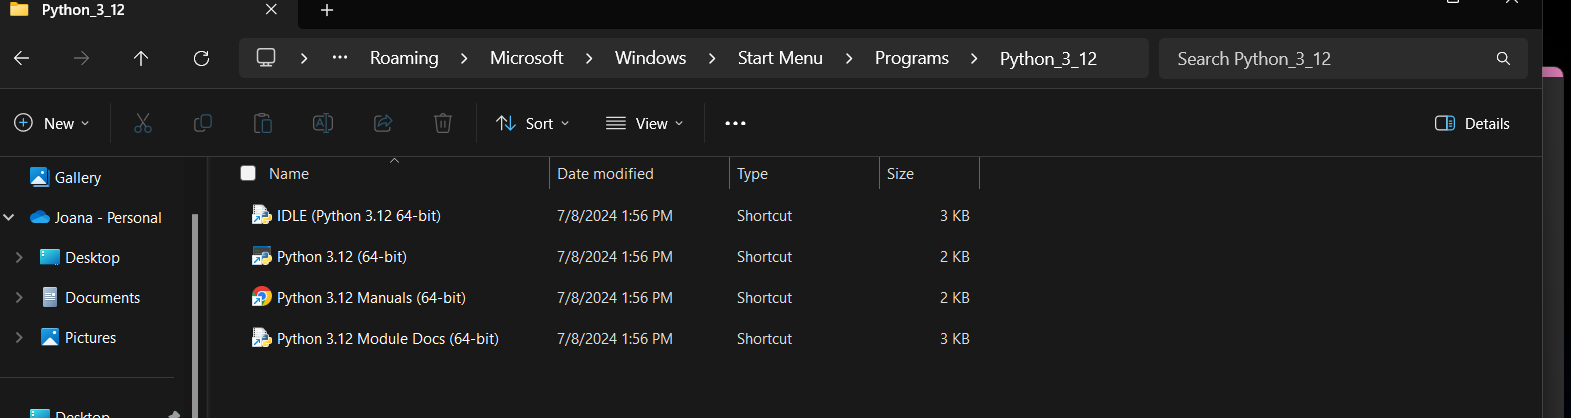 Python_3_12
Roaming > Microsoft > Windows > Start Menu > Programs > Python_3_12
Search Python_3_12
New
Sort
View
Details
Gallery
Joana - Personal
Desktop
Documents
Pictures
Desktop
Name Date modified Type Size
IDLE (Python 3.12 64-bit) 7/8/2024 1:56 PM Shortcut 3 KB
Python 3.12 (64-bit) 7/8/2024 1:56 PM Shortcut 2 KB
Python 3.12 Manuals (64-bit) 7/8/2024 1:56 PM Shortcut 2 KB
Python 3.12 Module Docs (64-bit) 7/8/2024 1:56 PM Shortcut 3 KB